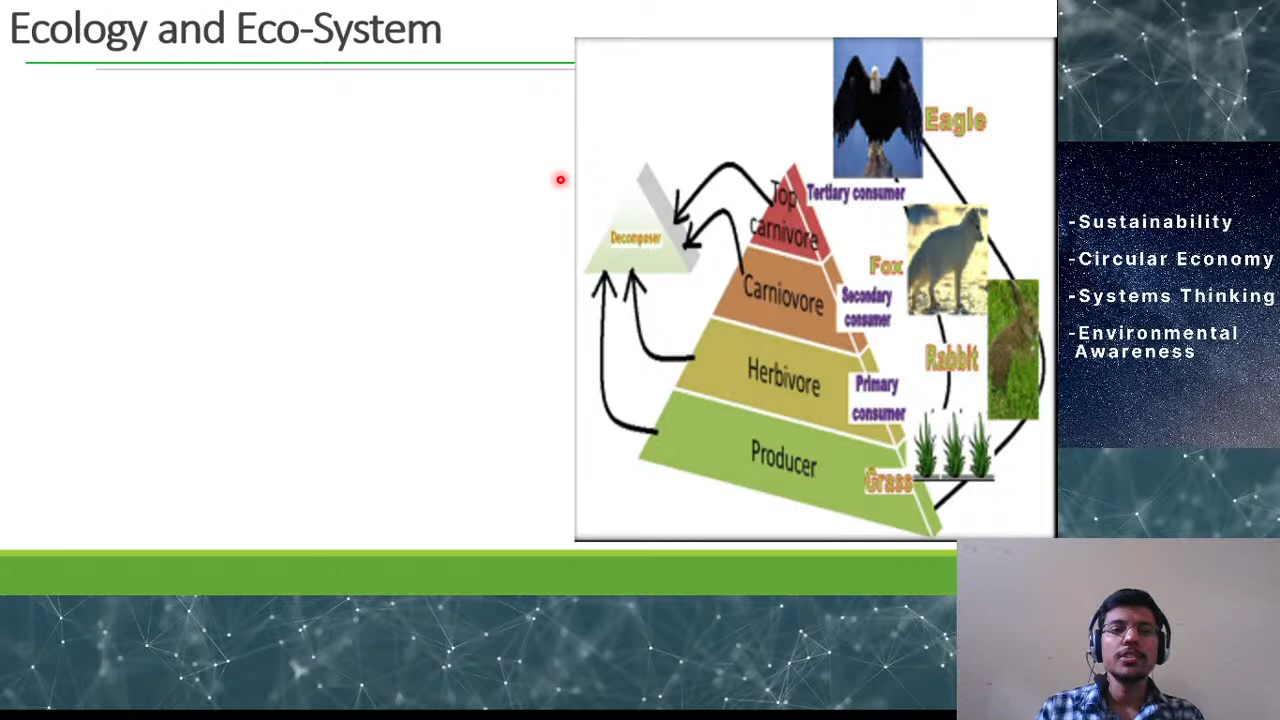 Ecology and Eco-System
Eagle
Top
carnivore
Tertiary consumer
Decomposer
Fox
Carniovore
Secondary
consumer
Rabbit
Herbivore
Primary
consumer
Producer
Grass
-Sustainability
-Circular Economy
-Systems Thinking
-Environmental
Awareness